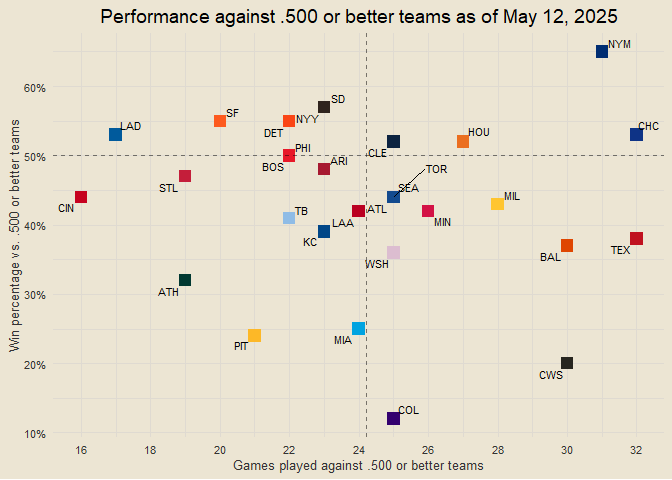 Performance against .500 or better teams as of May 12, 2025
Win percentage vs. .500 or better teams
60%
50%
40%
30%
20%
10%
NYM
SD
SF
NYY
DET
LAD
CHC
HOU
CLE
PHI
BOS
ARI
TOR
STL
SEA
CIN
MIL
TB
ATL
LAA
MIN
KC
TEX
BAL
WSH
ATH
MIA
PIT
CWS
COL
16 18 20 22 24 26 28 30 32
Games played against .500 or better teams